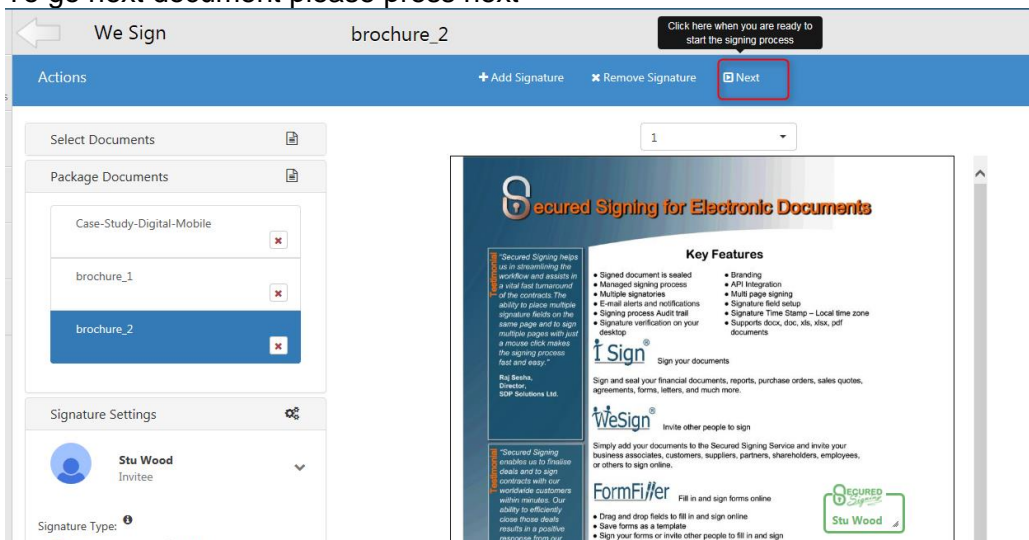 To go next document please press next
We Sign
brochure_2
Click here when you are ready to
start the signing process
Actions
Add Signature
Remove Signature
Next
Select Documents
Package Documents
Case-Study-Digital-Mobile
brochure_1
brochure_2
Signature Settings
Stu Wood
Invitee
Signature Type:
1
Secured Signing for Electronic Documents
Testimonial
"Secured Signing helps
us in streamlining the
workflow and assists in
a vital fast turnaround
of the contracts. The
ability to place multiple
signature fields on the
same page and to sign
multiple pages with just
a mouse click makes
the signing process
fast and easy."
Raj Sesha,
Director,
SDP Solutions Ltd.
Testimonial
"Secured Signing
enables us to finalise
deals and to sign
contracts with our
worldwide customers
within minutes. Our
ability to efficiently
close those deals
results in a positive
response from our
Key Features
• Signed document is sealed
• Managed signing process
• Multiple signatories
• E-mail alerts and notifications
• Signing process Audit trail
• Signature verification on your
desktop
• Branding
• API Integration
• Multi page signing
• Signature field setup
• Signature Time Stamp – Local time zone
• Supports docx, doc, xls, xlsx, pdf
documents
I Sign® Sign your documents
Sign and seal your financial documents, reports, purchase orders, sales quotes,
agreements, forms, letters, and much more.
WeSign® Invite other people to sign
Simply add your documents to the Secured Signing Service and invite your
business associates, customers, suppliers, partners, shareholders, employees,
or others to sign online.
FormFiller Fill in and sign forms online
• Drag and drop fields to fill in and sign online
• Save forms as a template
• Sign your forms or invite other people to fill in and sign
SECURED
Signing
Stu Wood